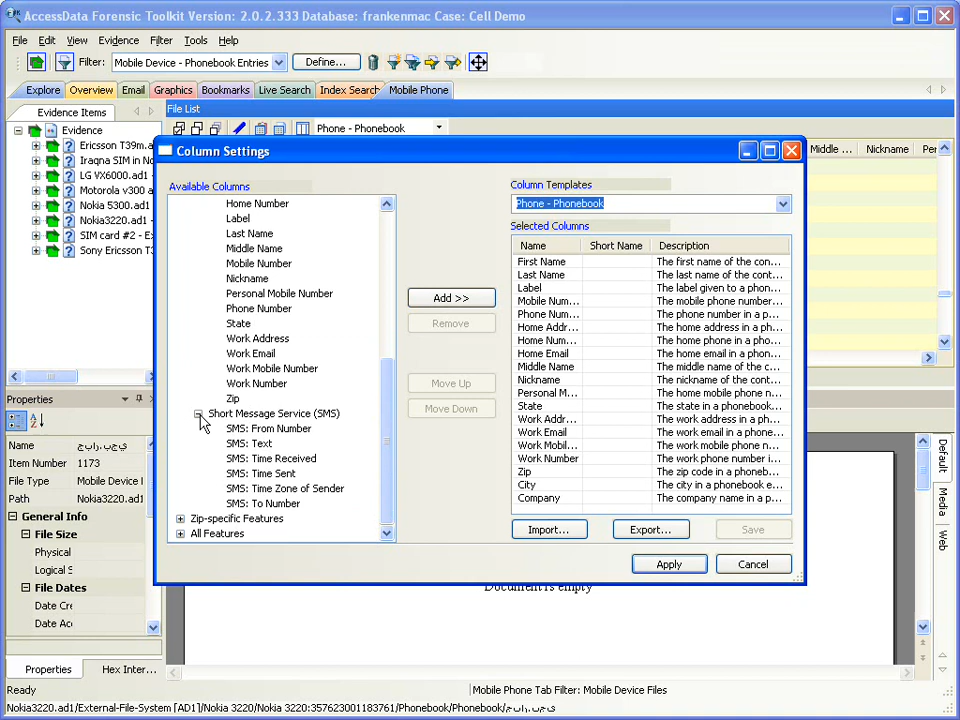 AccessData Forensic Toolkit Version: 2.0.2.333 Database: frankenmac Case: Cell Demo
File Edit View Evidence Filter Tools Help
Filter: Mobile Device - Phonebook Entries Define...
Explore Overview Email Graphics Bookmarks Live Search Index Search Mobile Phone
Evidence Items
File List
Phone - Phonebook
Evidence
Ericsson T39m.a
Iraqna SIM in No
LG VX6000.ad1
Motorola v300
Nokia 5300.ad1
Nokia3220.ad1
SIM card #2 - E
Sony Ericsson T3
Middle ... Nickname Per
Column Settings
Available Columns
Home Number
Label
Last Name
Middle Name
Mobile Number
Nickname
Personal Mobile Number
Phone Number
State
Work Address
Work Email
Work Mobile Number
Work Number
Zip
Short Message Service (SMS)
SMS: From Number
SMS: Text
SMS: Time Received
SMS: Time Sent
SMS: Time Zone of Sender
SMS: To Number
Zip-specific Features
All Features
Add >>
Remove
Move Up
Move Down
Column Templates
Phone - Phonebook
Selected Columns
Name Short Name Description
First Name The first name of the con...
Last Name The last name of the cont...
Label The label given to a phon...
Mobile Num... The mobile phone number...
Phone Num... The phone number in a p...
Home Addr... The home address in a ph...
Home Num... The home phone in a pho...
Home Email The home email in a phon...
Middle Name The middle name of the c...
Nickname The nickname of the cont...
Personal M... The personal mobile phon...
State The state in a phonebook...
Work Addr... The work address in a pho...
Work Email The work email in a phone...
Work Mobil... The work mobile phone n...
Work Number The work phone number i...
Zip The zip code in a phoneb...
City The city in a phonebook e...
Company The company name in a p...
Import... Export... Save
Apply Cancel
Properties
Name يجبي.رباج
Item Number 1173
File Type Mobile Device I
Path Nokia3220.ad1
General Info
File Size
Physical
Logical S
File Dates
Date Cre
Date Acc
Properties Hex Inter...
Document is empty
Default
Media
Web
Ready
Mobile Phone Tab Filter: Mobile Device Files
Nokia3220.ad1/External-File-System [AD1]/Nokia 3220/Nokia 3220:357623001183761/Phonebook/Phonebook/يجبي.رباج